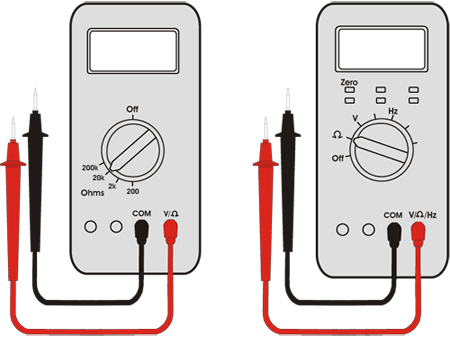 Off
200k
20k
2k
200
Ohms
COM
V/Ω
Zero
V
Hz
Ω
Off
COM
V/Ω/Hz